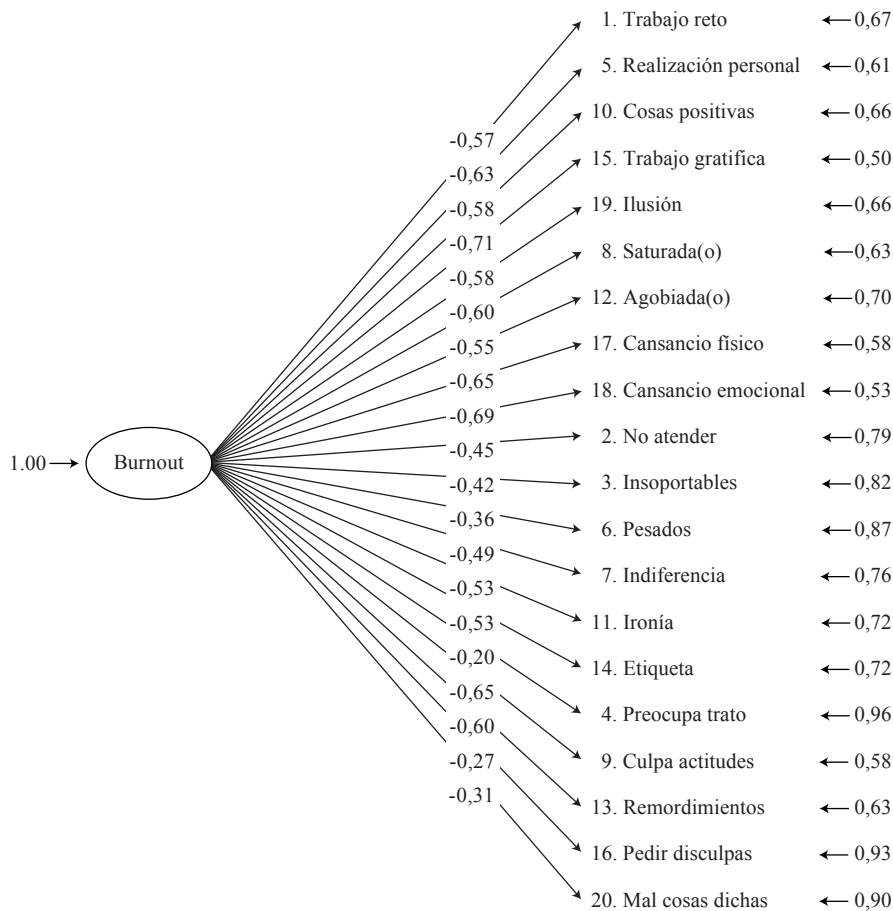 1. Trabajo reto 0,67
5. Realización personal 0,61
10. Cosas positivas 0,66
-0,57
15. Trabajo gratifica 0,50
-0,63
19. Ilusión 0,66
-0,58
-0,71
8. Saturada(o) 0,63
-0,58
12. Agobiada(o) 0,70
-0,60
17. Cansancio físico 0,58
-0,55
-0,65
18. Cansancio emocional 0,53
-0,69
2. No atender 0,79
-0,45
1.00 Burnout
3. Insoportables 0,82
-0,42
-0,36
6. Pesados 0,87
-0,49
7. Indiferencia 0,76
-0,53
11. Ironía 0,72
-0,53
-0,20
14. Etiqueta 0,72
-0,65
4. Preocupa trato 0,96
-0,60
9. Culpa actitudes 0,58
-0,27
-0,31
13. Remordimientos 0,63
16. Pedir disculpas 0,93
20. Mal cosas dichas 0,90